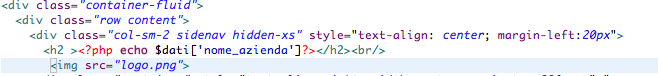 <div class="container-fluid">
<div class="row content">
<div class="col-sm-2 sidenav hidden-xs" style="text-align: center; margin-left:20px">
<h2 ><?php echo $dati['nome_azienda']?></h2><br/>
<img src="logo.png">